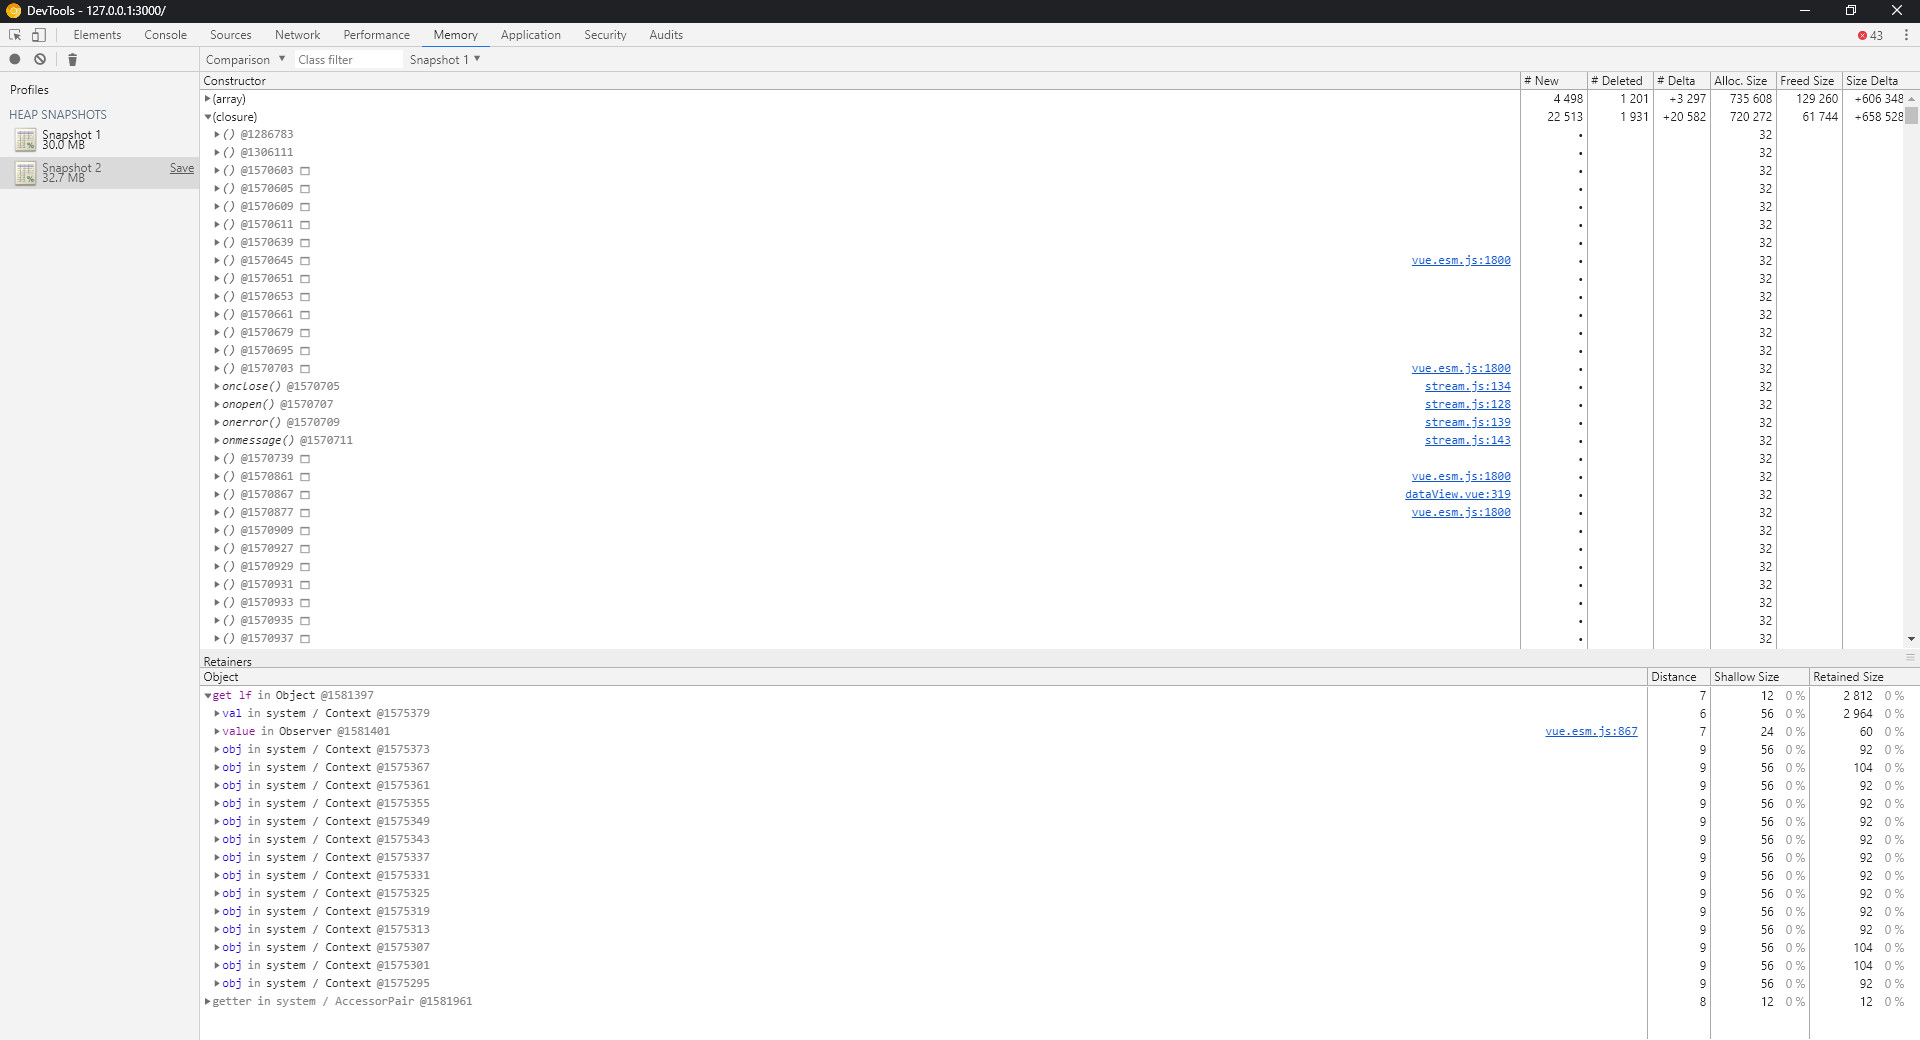 DevTools - 127.0.0.1:3000/
Elements Console Sources Network Performance Memory Application Security Audits 43
Comparison ▼ Class filter Snapshot 1 ▼
Profiles
HEAP SNAPSHOTS
Snapshot 1
30.0 MB
Snapshot 2 Save
32.7 MB
Constructor # New # Deleted # Delta Alloc. Size Freed Size Size Delta
(array) 4 498 1 201 +3 297 735 608 129 260 +606 348
(closure) 22 513 1 931 +20 582 720 272 61 744 +658 528
() @1286783 • 32
() @1306111 • 32
() @1570603 • 32
() @1570605 • 32
() @1570609 • 32
() @1570611 • 32
() @1570639 • 32
() @1570645 vue.esm.js:1800 • 32
() @1570651 • 32
() @1570653 • 32
() @1570661 • 32
() @1570679 • 32
() @1570695 • 32
() @1570703 vue.esm.js:1800 • 32
onclose() @1570705 stream.js:134 • 32
onopen() @1570707 stream.js:128 • 32
onerror() @1570709 stream.js:139 • 32
onmessage() @1570711 stream.js:143 • 32
() @1570739 • 32
() @1570861 vue.esm.js:1800 • 32
() @1570867 dataView.vue:319 • 32
() @1570877 vue.esm.js:1800 • 32
() @1570909 • 32
() @1570927 • 32
() @1570929 • 32
() @1570931 • 32
() @1570933 • 32
() @1570935 • 32
() @1570937 • 32
Retainers
Object Distance Shallow Size Retained Size
get lf in Object @1581397 7 12 0 % 2 812 0 %
val in system / Context @1575379 6 56 0 % 2 964 0 %
value in Observer @1581401 vue.esm.js:867 7 24 0 % 60 0 %
obj in system / Context @1575373 9 56 0 % 92 0 %
obj in system / Context @1575367 9 56 0 % 104 0 %
obj in system / Context @1575361 9 56 0 % 92 0 %
obj in system / Context @1575355 9 56 0 % 92 0 %
obj in system / Context @1575349 9 56 0 % 92 0 %
obj in system / Context @1575343 9 56 0 % 92 0 %
obj in system / Context @1575337 9 56 0 % 92 0 %
obj in system / Context @1575331 9 56 0 % 92 0 %
obj in system / Context @1575325 9 56 0 % 92 0 %
obj in system / Context @1575319 9 56 0 % 92 0 %
obj in system / Context @1575313 9 56 0 % 92 0 %
obj in system / Context @1575307 9 56 0 % 104 0 %
obj in system / Context @1575301 9 56 0 % 104 0 %
obj in system / Context @1575295 9 56 0 % 92 0 %
getter in system / AccessorPair @1581961 8 12 0 % 12 0 %